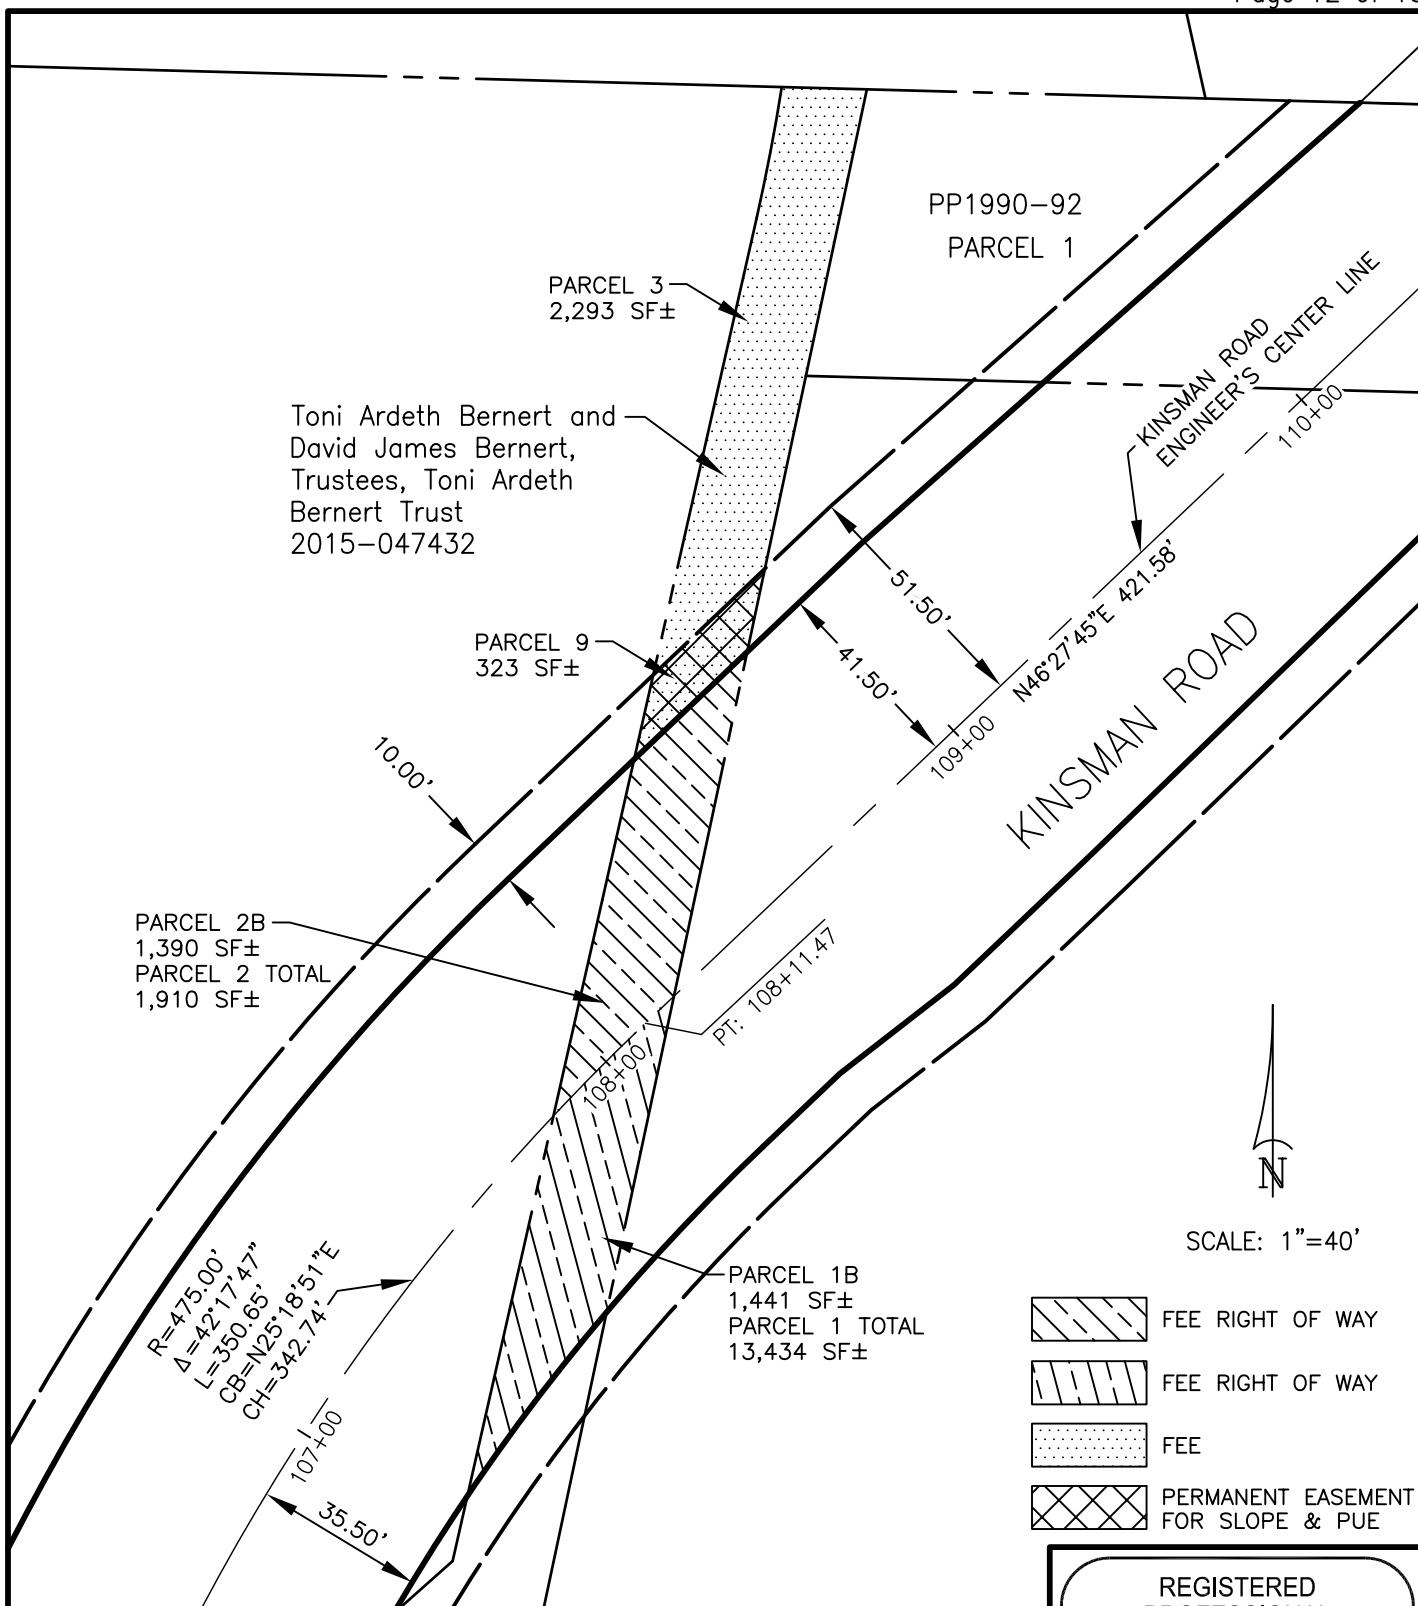 PP1990-92
PARCEL 1
PARCEL 3
2,293 SF±
KINSMAN ROAD
ENGINEER'S CENTER LINE
110+00
Toni Ardeth Bernert and
David James Bernert,
Trustees, Toni Ardeth
Bernert Trust
2015-047432
51.50'
41.50'
N46°27'45"E 421.58'
PARCEL 9
323 SF±
109+00
KINSMAN ROAD
10.00'
PARCEL 2B
1,390 SF±
PARCEL 2 TOTAL
1,910 SF±
PT: 108+11.47
108+00
N
SCALE: 1"=40'
R=475.00'
Δ=42°17'47"
L=350.65'
CB=N25°18'51"E
CH=342.74'
PARCEL 1B
1,441 SF±
PARCEL 1 TOTAL
13,434 SF±
107+00
35.50'
FEE RIGHT OF WAY
FEE RIGHT OF WAY
FEE
PERMANENT EASEMENT
FOR SLOPE & PUE
REGISTERED